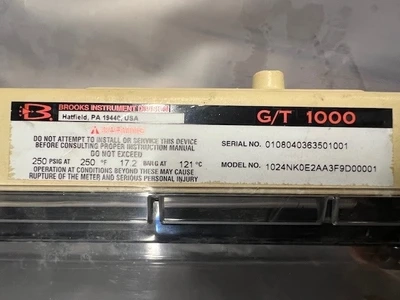 B
BROOKS INSTRUMENT DIVISION
Hatfield, PA 19440, USA
G/T 1000
DO NOT ATTEMPT TO INSTALL OR SERVICE THIS DEVICE
BEFORE CONSULTING PROPER INSTRUCTION MANUAL
DO NOT EXCEED
250 PSIG AT 250 °F 17.2 BARG AT 121 °C
OPERATION AT CONDITIONS BEYOND THESE MAY CAUSE
RUPTURE OF THE METER AND SERIOUS PERSONAL INJURY
SERIAL NO. 0108040363501001
MODEL NO. 1024NK0E2AA3F9D00001